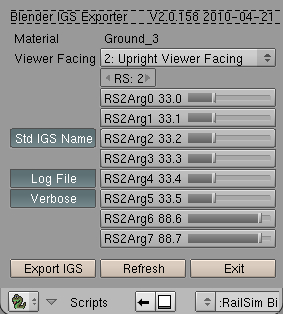 Blender IGS Exporter V2.0.156 2010-04-21
Material Ground_3
Viewer Facing 2: Upright Viewer Facing
RS: 2
RS2Arg0 33.0
RS2Arg1 33.1
Std IGS Name RS2Arg2 33.2
RS2Arg3 33.3
Log File RS2Arg4 33.4
Verbose RS2Arg5 33.5
RS2Arg6 88.6
RS2Arg7 88.7
Export IGS Refresh Exit
Scripts :RailSim Bi